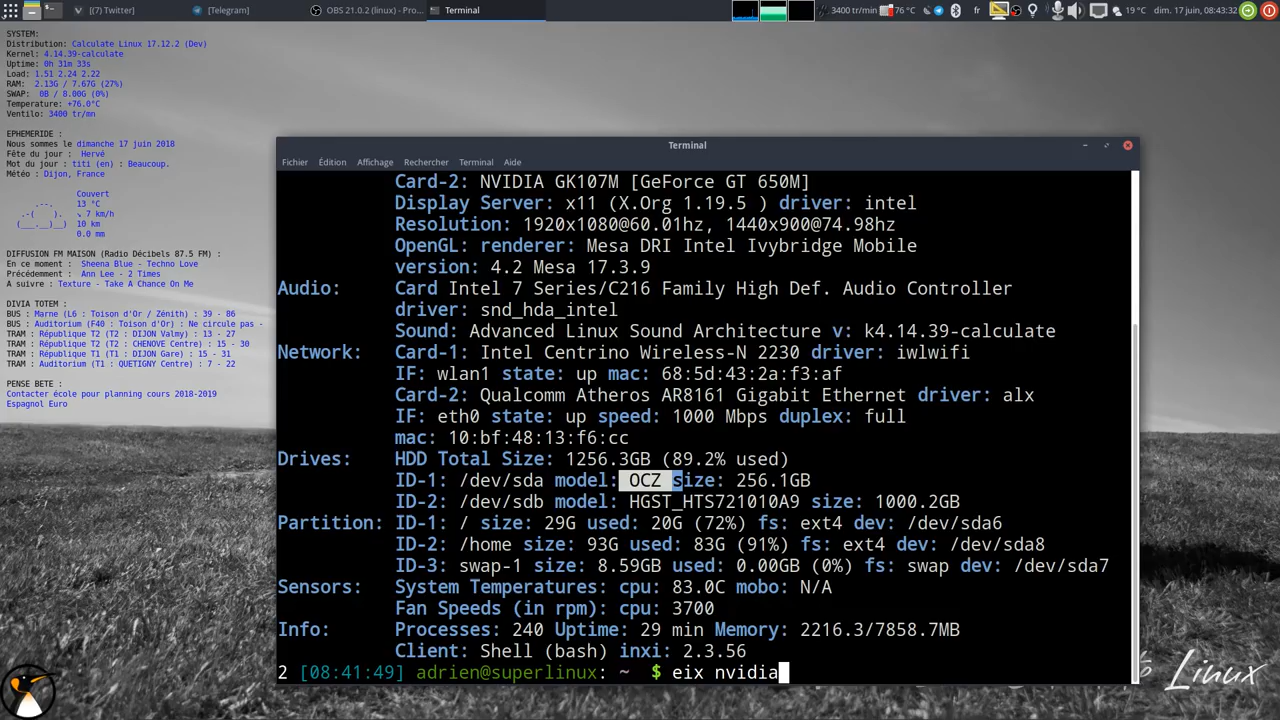 [(7) Twitter]
[Telegram]
OBS 21.0.2 (linux) - Pro...
Terminal
3400 tr/min
76 °C
fr
19 °C
dim. 17 juin, 08:43:32
SYSTEM:
Distribution: Calculate Linux 17.12.2 (Dev)
Kernel: 4.14.39-calculate
Uptime: 0h 31m 33s
Load: 1.51 2.24 2.22
RAM: 2.13G / 7.67G (27%)
SWAP: 0B / 8.00G (0%)
Temperature: +76.0°C
Ventilo: 3400 tr/mn
EPHEMERIDE :
Nous sommes le dimanche 17 juin 2018
Fête du jour : Hervé
Mot du jour : titi (en) : Beaucoup.
Météo : Dijon, France
Couvert
.--. 13 °C
.-( ). ↘ 7 km/h
(___.__)__) 10 km
0.0 mm
DIFFUSION FM MAISON (Radio Décibels 87.5 FM) :
En ce moment : Sheena Blue - Techno Love
Précédemment : Ann Lee - 2 Times
A suivre : Texture - Take A Chance On Me
DIVIA TOTEM :
BUS : Marne (L6 : Toison d'Or / Zénith) : 39 - 86
BUS : Auditorium (F40 : Toison d'Or) : Ne circule pas -
TRAM : République T2 (T2 : DIJON Valmy) : 13 - 27
TRAM : République T2 (T2 : CHENOVE Centre) : 15 - 30
TRAM : République T1 (T1 : DIJON Gare) : 15 - 31
TRAM : Auditorium (T1 : QUETIGNY Centre) : 7 - 22
PENSE BETE :
Contacter école pour planning cours 2018-2019
Espagnol Euro
Terminal
Fichier Édition Affichage Rechercher Terminal Aide
Card-2: NVIDIA GK107M [GeForce GT 650M]
Display Server: x11 (X.Org 1.19.5 ) driver: intel
Resolution: 1920x1080@60.01hz, 1440x900@74.98hz
OpenGL: renderer: Mesa DRI Intel Ivybridge Mobile
version: 4.2 Mesa 17.3.9
Audio: Card Intel 7 Series/C216 Family High Def. Audio Controller
driver: snd_hda_intel
Sound: Advanced Linux Sound Architecture v: k4.14.39-calculate
Network: Card-1: Intel Centrino Wireless-N 2230 driver: iwlwifi
IF: wlan1 state: up mac: 68:5d:43:2a:f3:af
Card-2: Qualcomm Atheros AR8161 Gigabit Ethernet driver: alx
IF: eth0 state: up speed: 1000 Mbps duplex: full
mac: 10:bf:48:13:f6:cc
Drives: HDD Total Size: 1256.3GB (89.2% used)
ID-1: /dev/sda model: OCZ size: 256.1GB
ID-2: /dev/sdb model: HGST_HTS721010A9 size: 1000.2GB
Partition: ID-1: / size: 29G used: 20G (72%) fs: ext4 dev: /dev/sda6
ID-2: /home size: 93G used: 83G (91%) fs: ext4 dev: /dev/sda8
ID-3: swap-1 size: 8.59GB used: 0.00GB (0%) fs: swap dev: /dev/sda7
Sensors: System Temperatures: cpu: 83.0C mobo: N/A
Fan Speeds (in rpm): cpu: 3700
Info: Processes: 240 Uptime: 29 min Memory: 2216.3/7858.7MB
Client: Shell (bash) inxi: 2.3.56
2 [08:41:49] adrien@superlinux: ~ $ eix nvidia
Linux